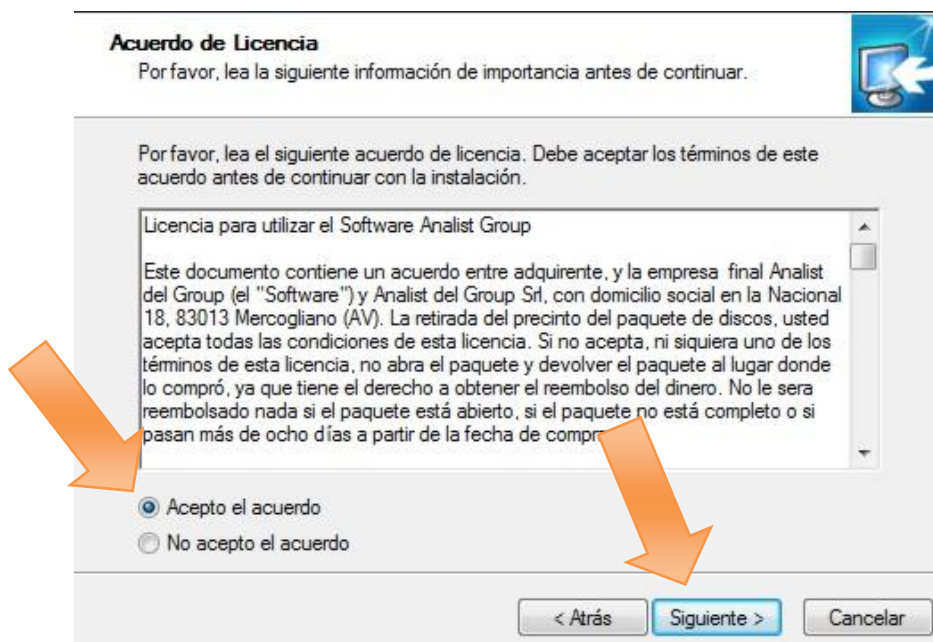 Acuerdo de Licencia
Por favor, lea la siguiente información de importancia antes de continuar.
Por favor, lea el siguiente acuerdo de licencia. Debe aceptar los términos de este
acuerdo antes de continuar con la instalación.
Licencia para utilizar el Software Analist Group
Este documento contiene un acuerdo entre adquirente, y la empresa final Analist
del Group (el "Software") y Analist del Group Srl, con domicilio social en la Nacional
18, 83013 Mercogliano (AV). La retirada del precinto del paquete de discos, usted
acepta todas las condiciones de esta licencia. Si no acepta, ni siquiera uno de los
términos de esta licencia, no abra el paquete y devolver el paquete al lugar donde
lo compró, ya que tiene el derecho a obtener el reembolso del dinero. No le sera
reembolsado nada si el paquete está abierto, si el paquete no está completo o si
pasan más de ocho días a partir de la fecha de
Acepto el acuerdo
No acepto el acuerdo
< Atrás Siguiente > Cancelar